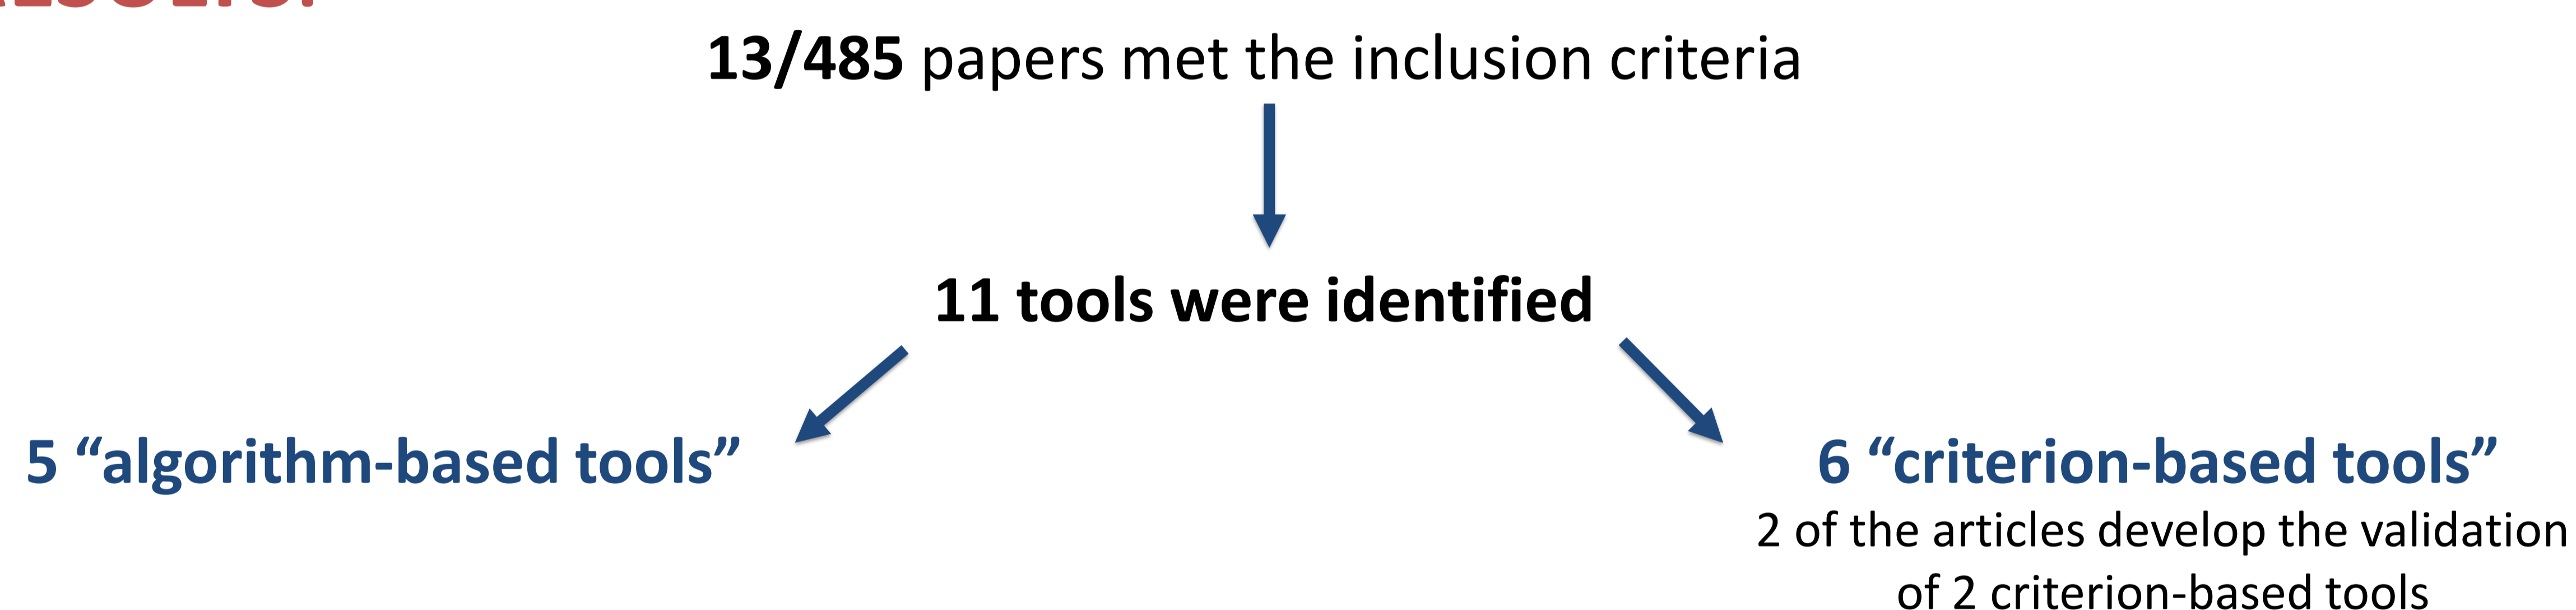 RESULTS:
13/485 papers met the inclusion criteria
11 tools were identified
5 “algorithm-based tools”
6 “criterion-based tools”
2 of the articles develop the validation
of 2 criterion-based tools